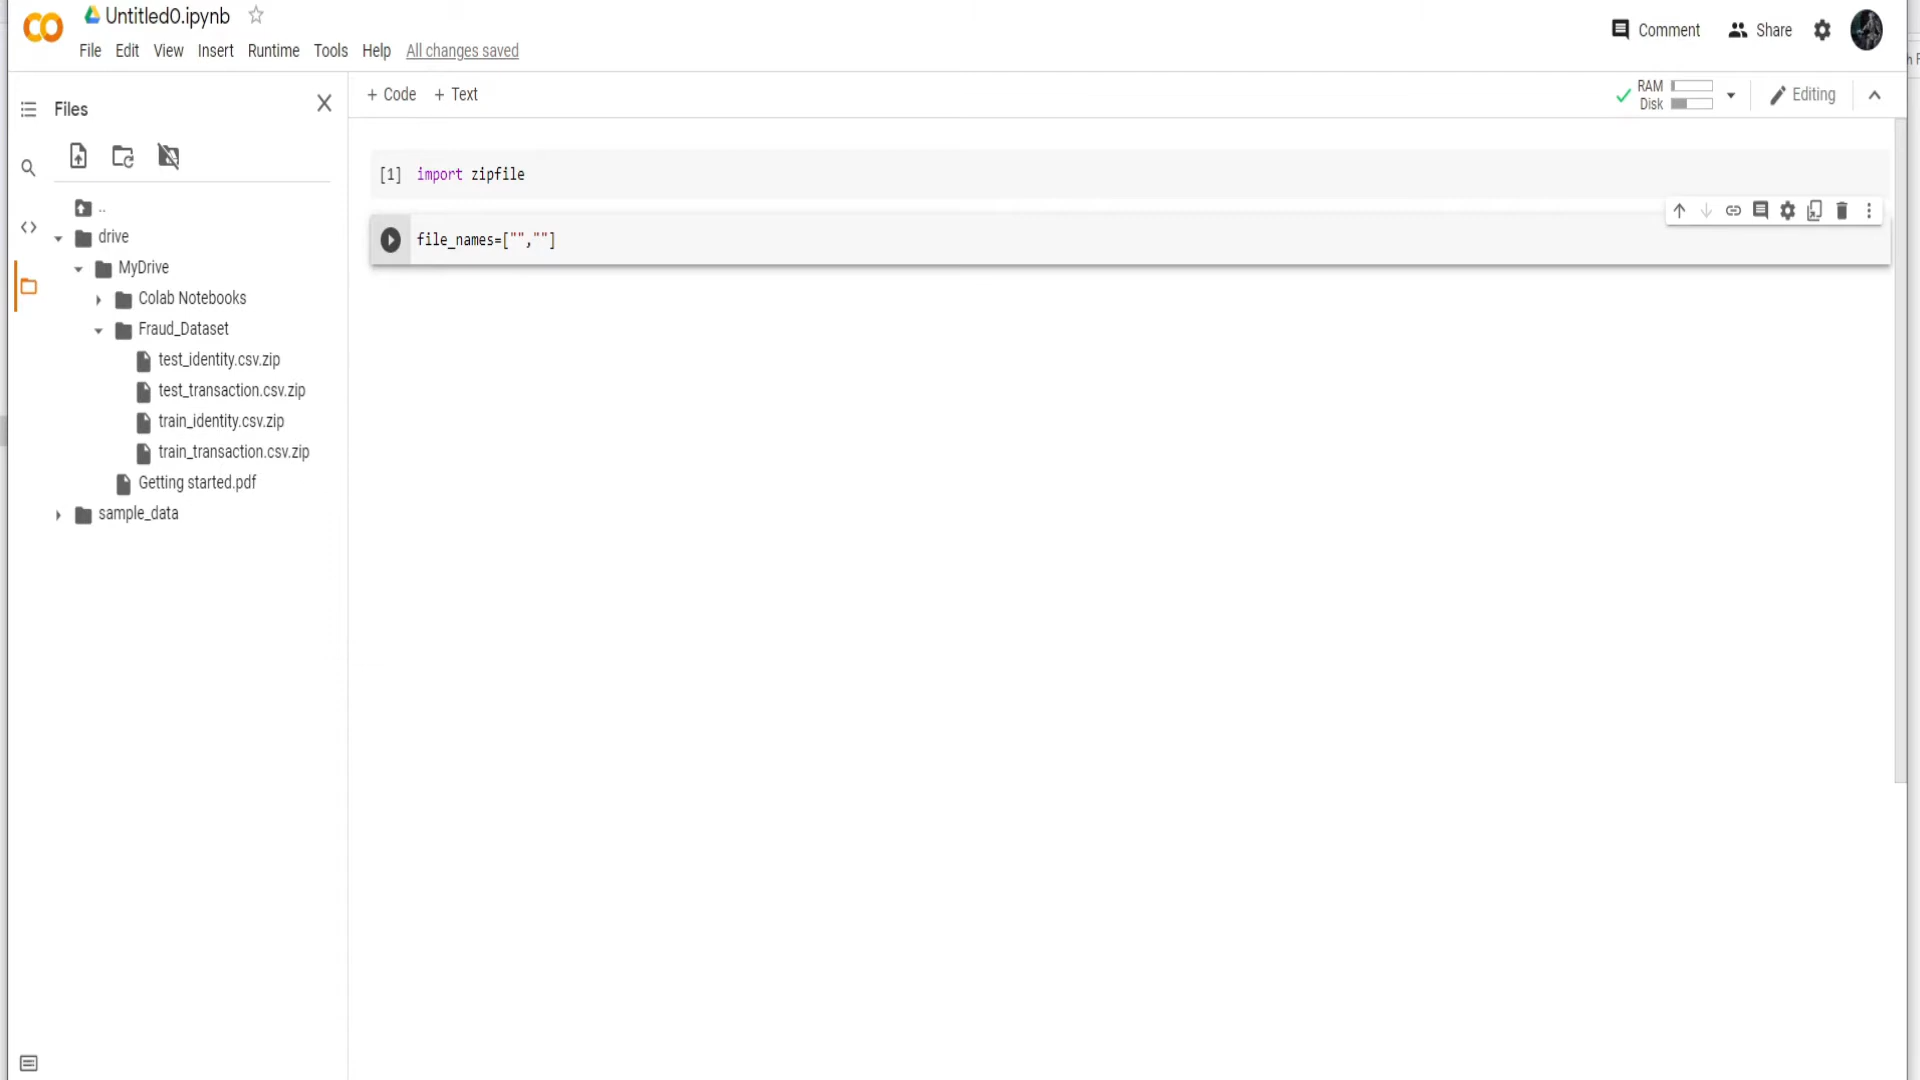 Untitled0.ipynb
File Edit View Insert Runtime Tools Help All changes saved
Comment Share
Files
+ Code + Text
RAM
Disk
Editing
..
drive
MyDrive
Colab Notebooks
Fraud_Dataset
test_identity.csv.zip
test_transaction.csv.zip
train_identity.csv.zip
train_transaction.csv.zip
Getting started.pdf
sample_data
[1] import zipfile
file_names=["",""]